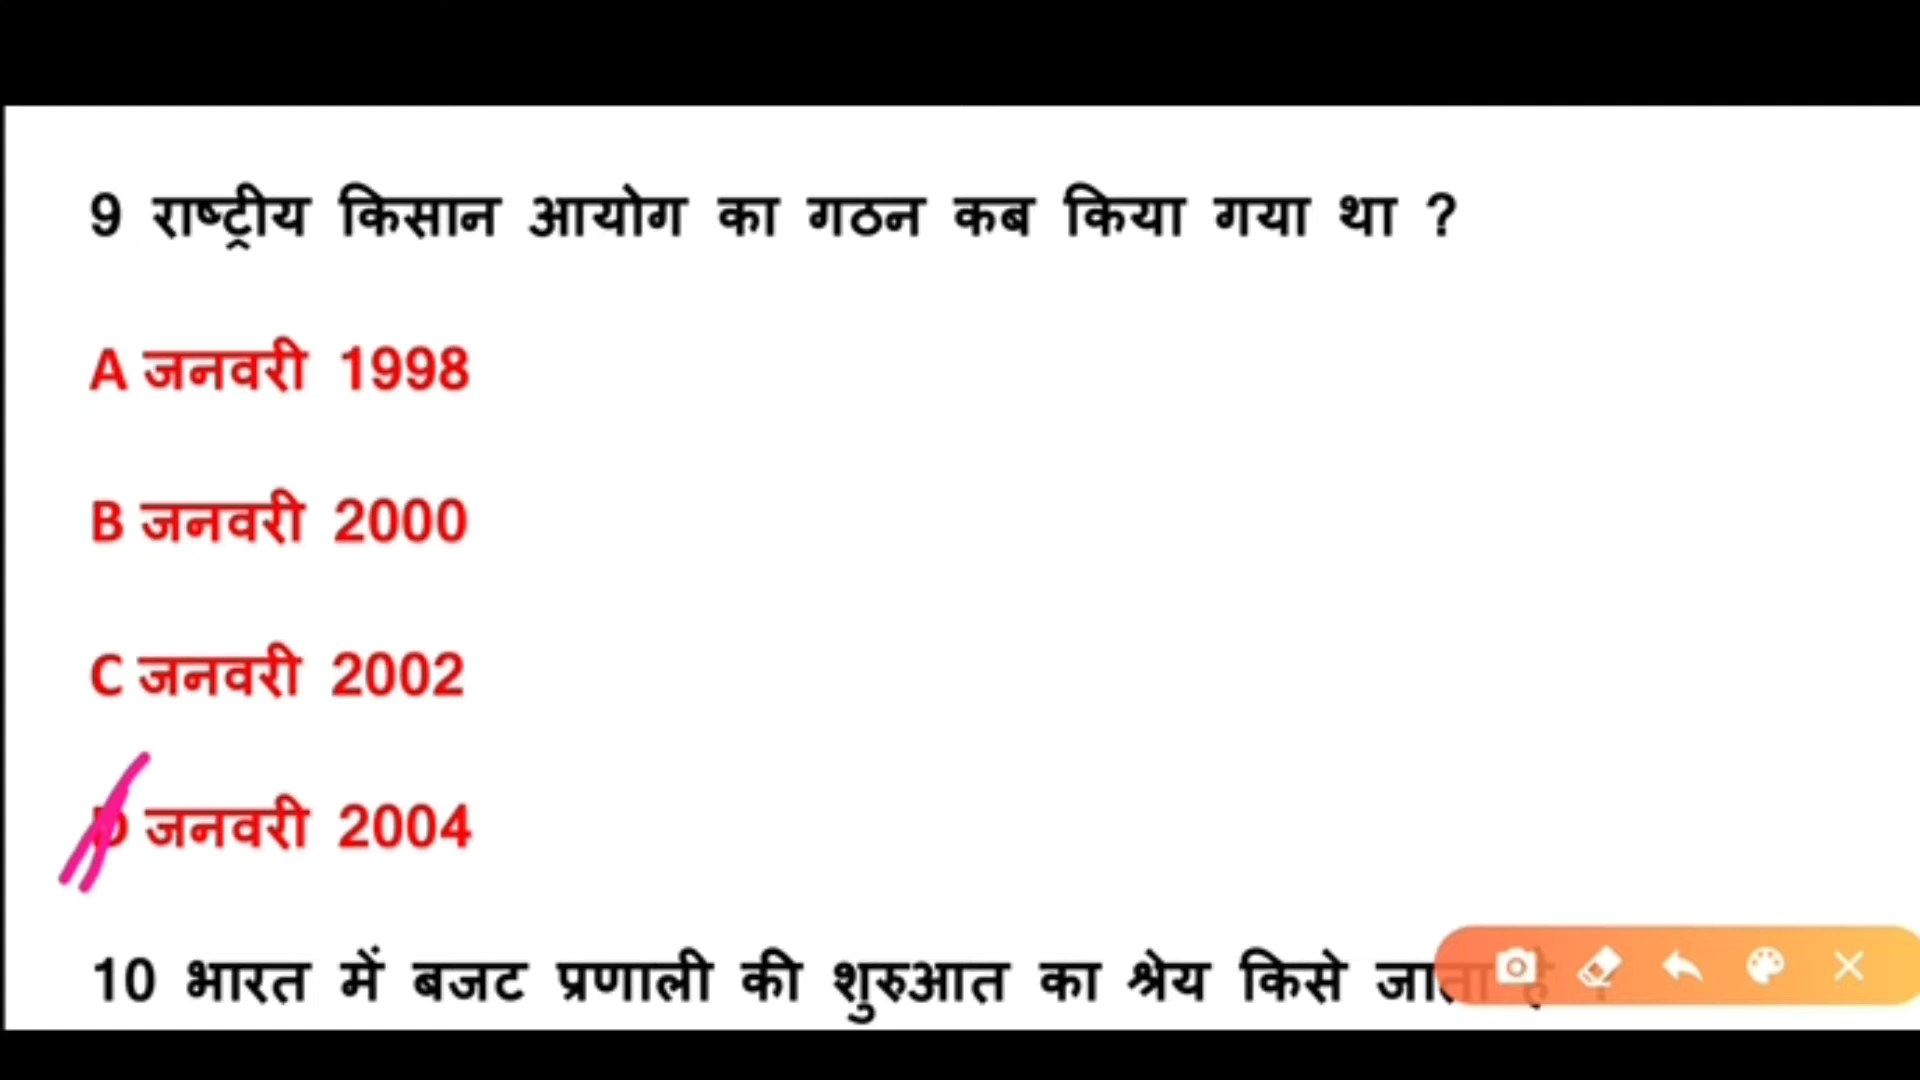 9 राष्ट्रीय किसान आयोग का गठन कब किया गया था ?
A जनवरी 1998
B जनवरी 2000
C जनवरी 2002
D जनवरी 2004
10 भारत में बजट प्रणाली की शुरुआत का श्रेय किसे जाता है ?